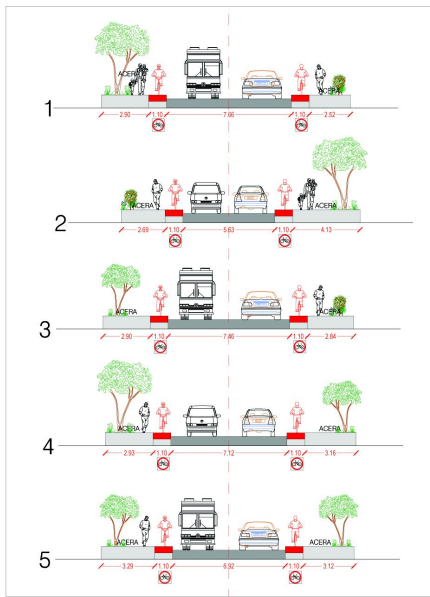 ACERA ACERA
1
2.90 1.10 7.66 1.10 2.52
ACERA ACERA
2
2.69 1.10 5.63 1.10 4.13
ACERA ACERA
3
2.90 1.10 7.46 1.10 2.84
ACERA ACERA
4
2.93 1.10 7.12 1.10 3.16
ACERA ACERA
5
3.29 1.10 6.92 1.10 3.12